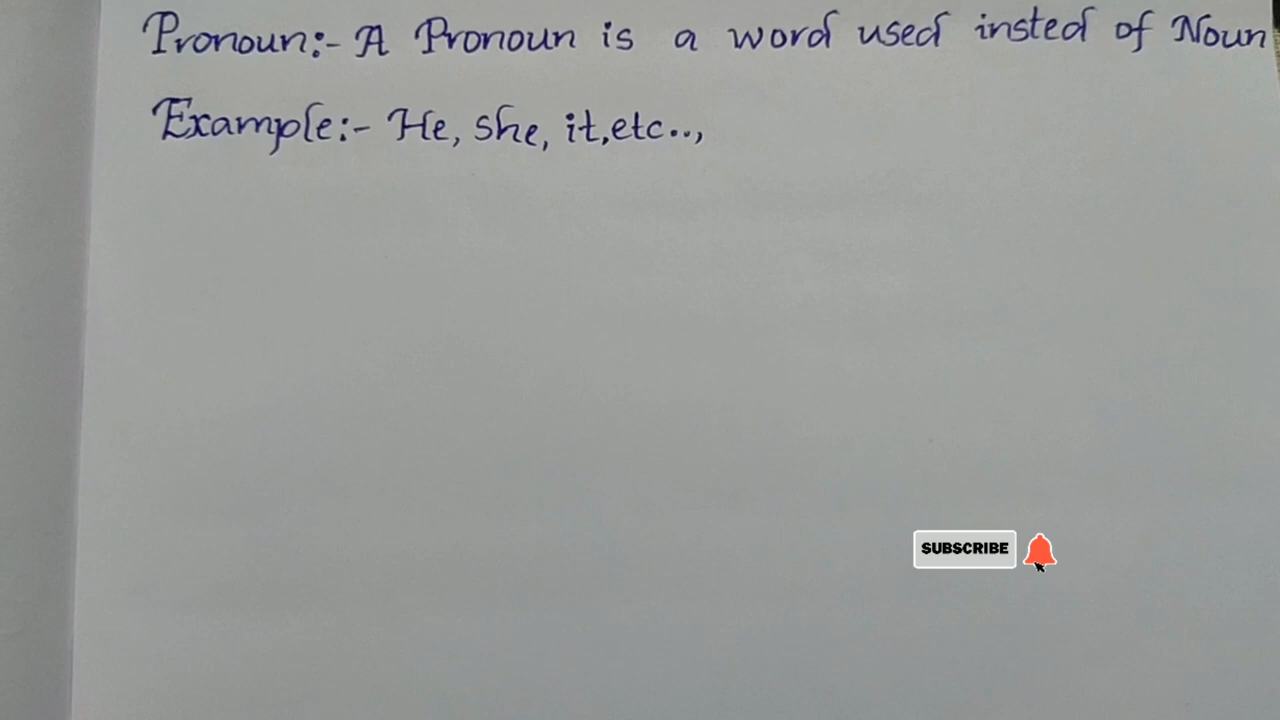 Pronoun:- A Pronoun is a word used insted of Noun
Example:- He, she, it,etc..,
SUBSCRIBE